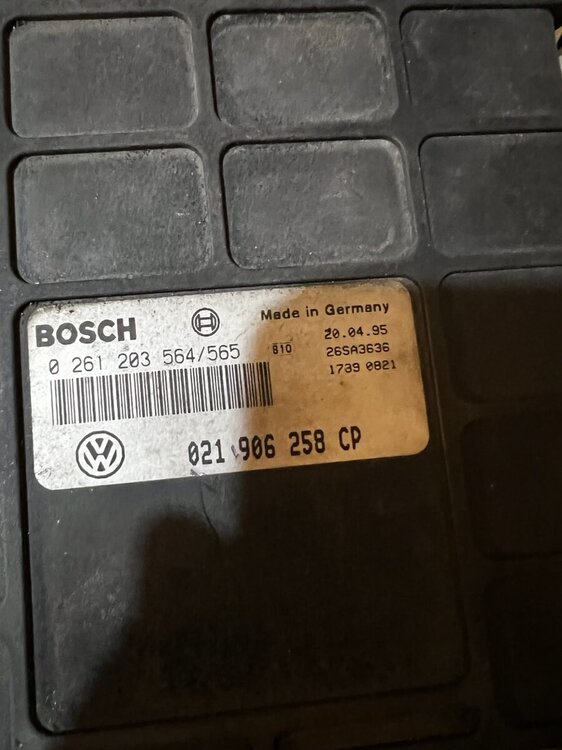 BOSCH
Made in Germany
0 261 203 564/565
B10
20.04.95
26SA3636
1739 0821
021 906 258 CP